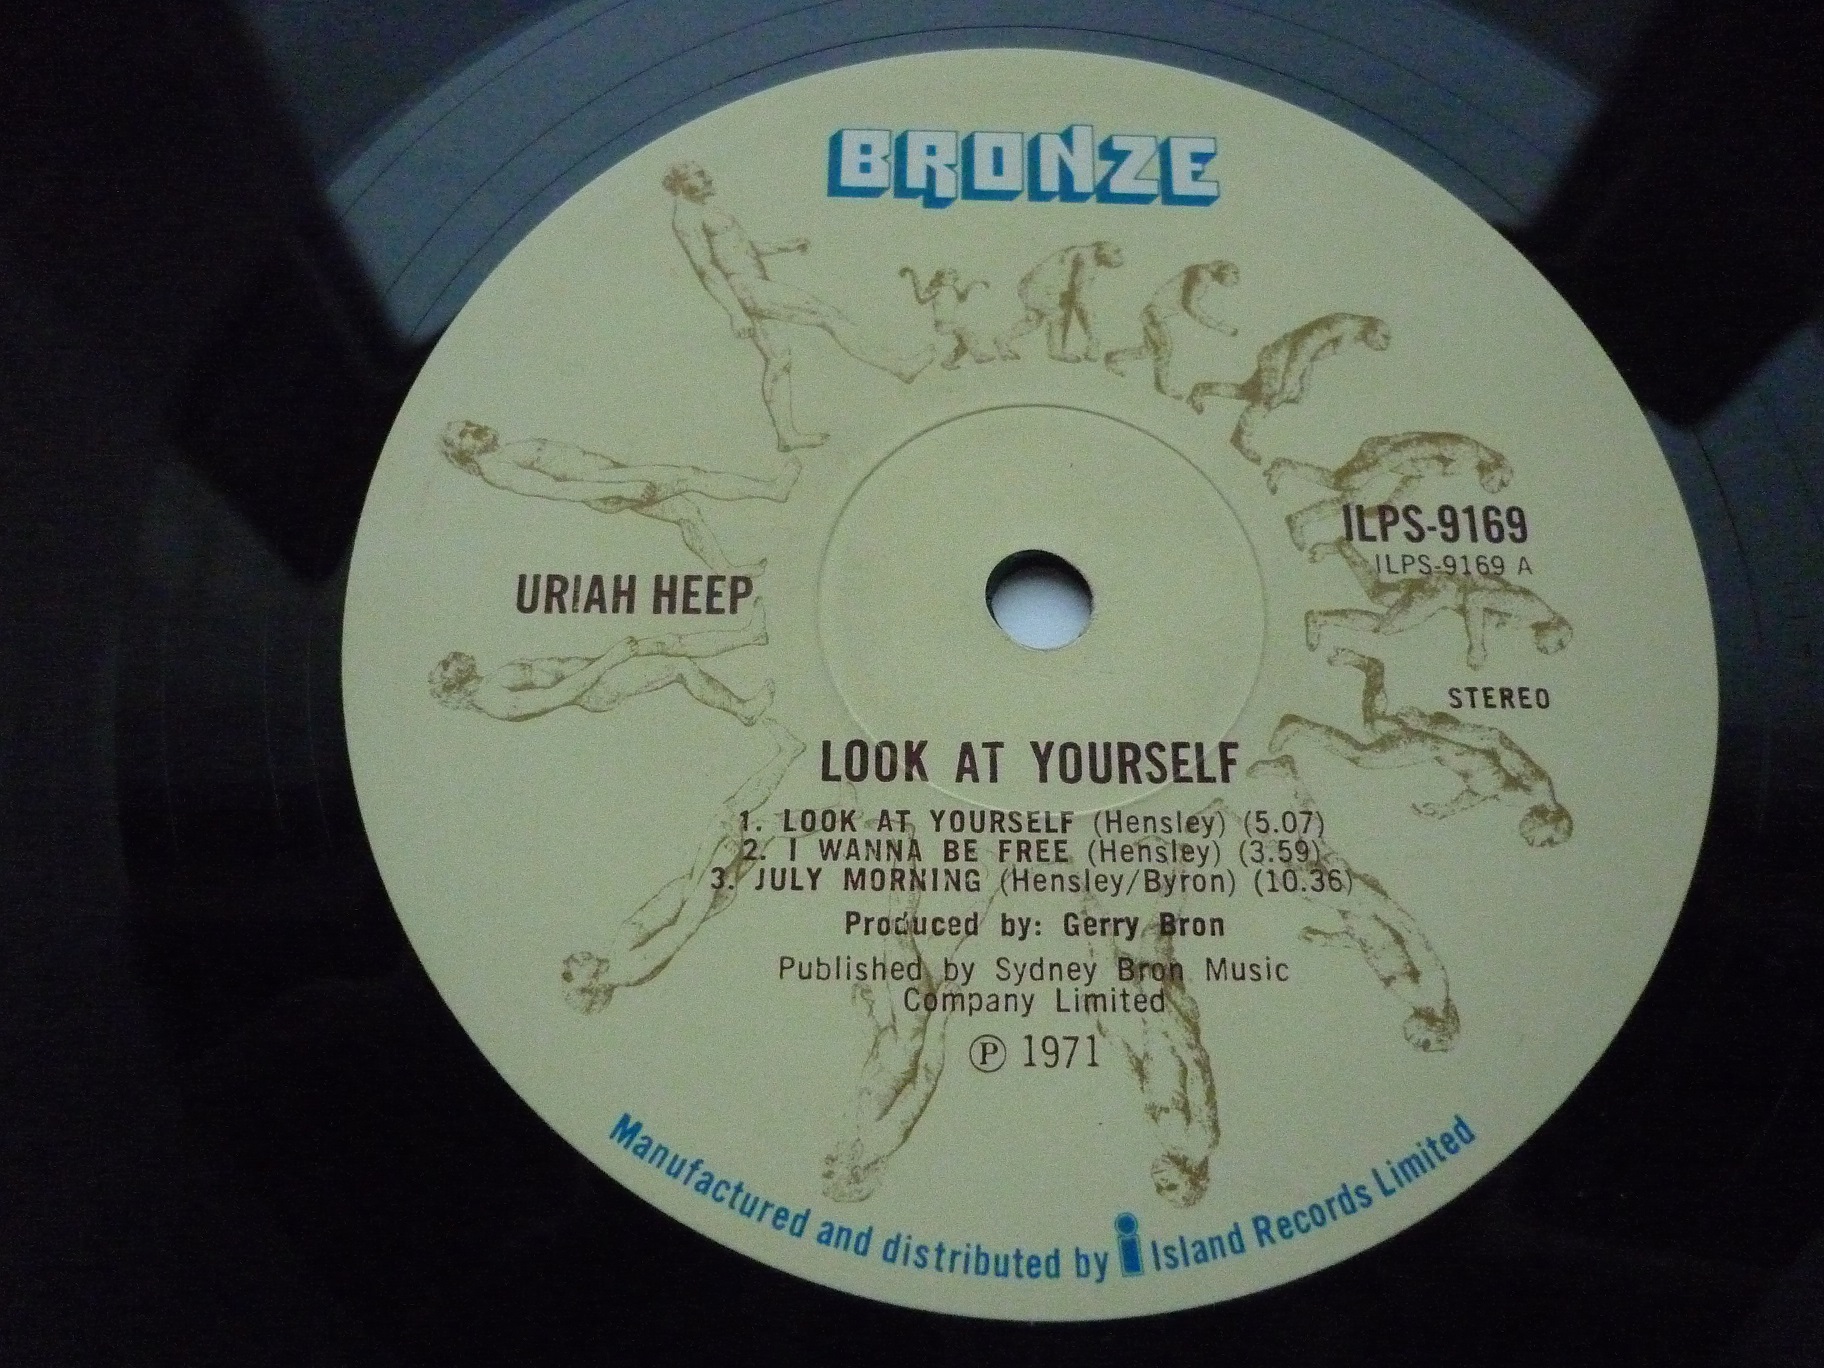 BRONZE
ILPS-9169
ILPS-9169 A
URIAH HEEP
STEREO
LOOK AT YOURSELF
1. LOOK AT YOURSELF (Hensley) (5.07)
2. I WANNA BE FREE (Hensley) (3.59)
3. JULY MORNING (Hensley/Byron) (10.36)
Produced by: Gerry Bron
Published by Sydney Bron Music
Company Limited
Ⓟ 1971
Manufactured and distributed by i Island Records Limited